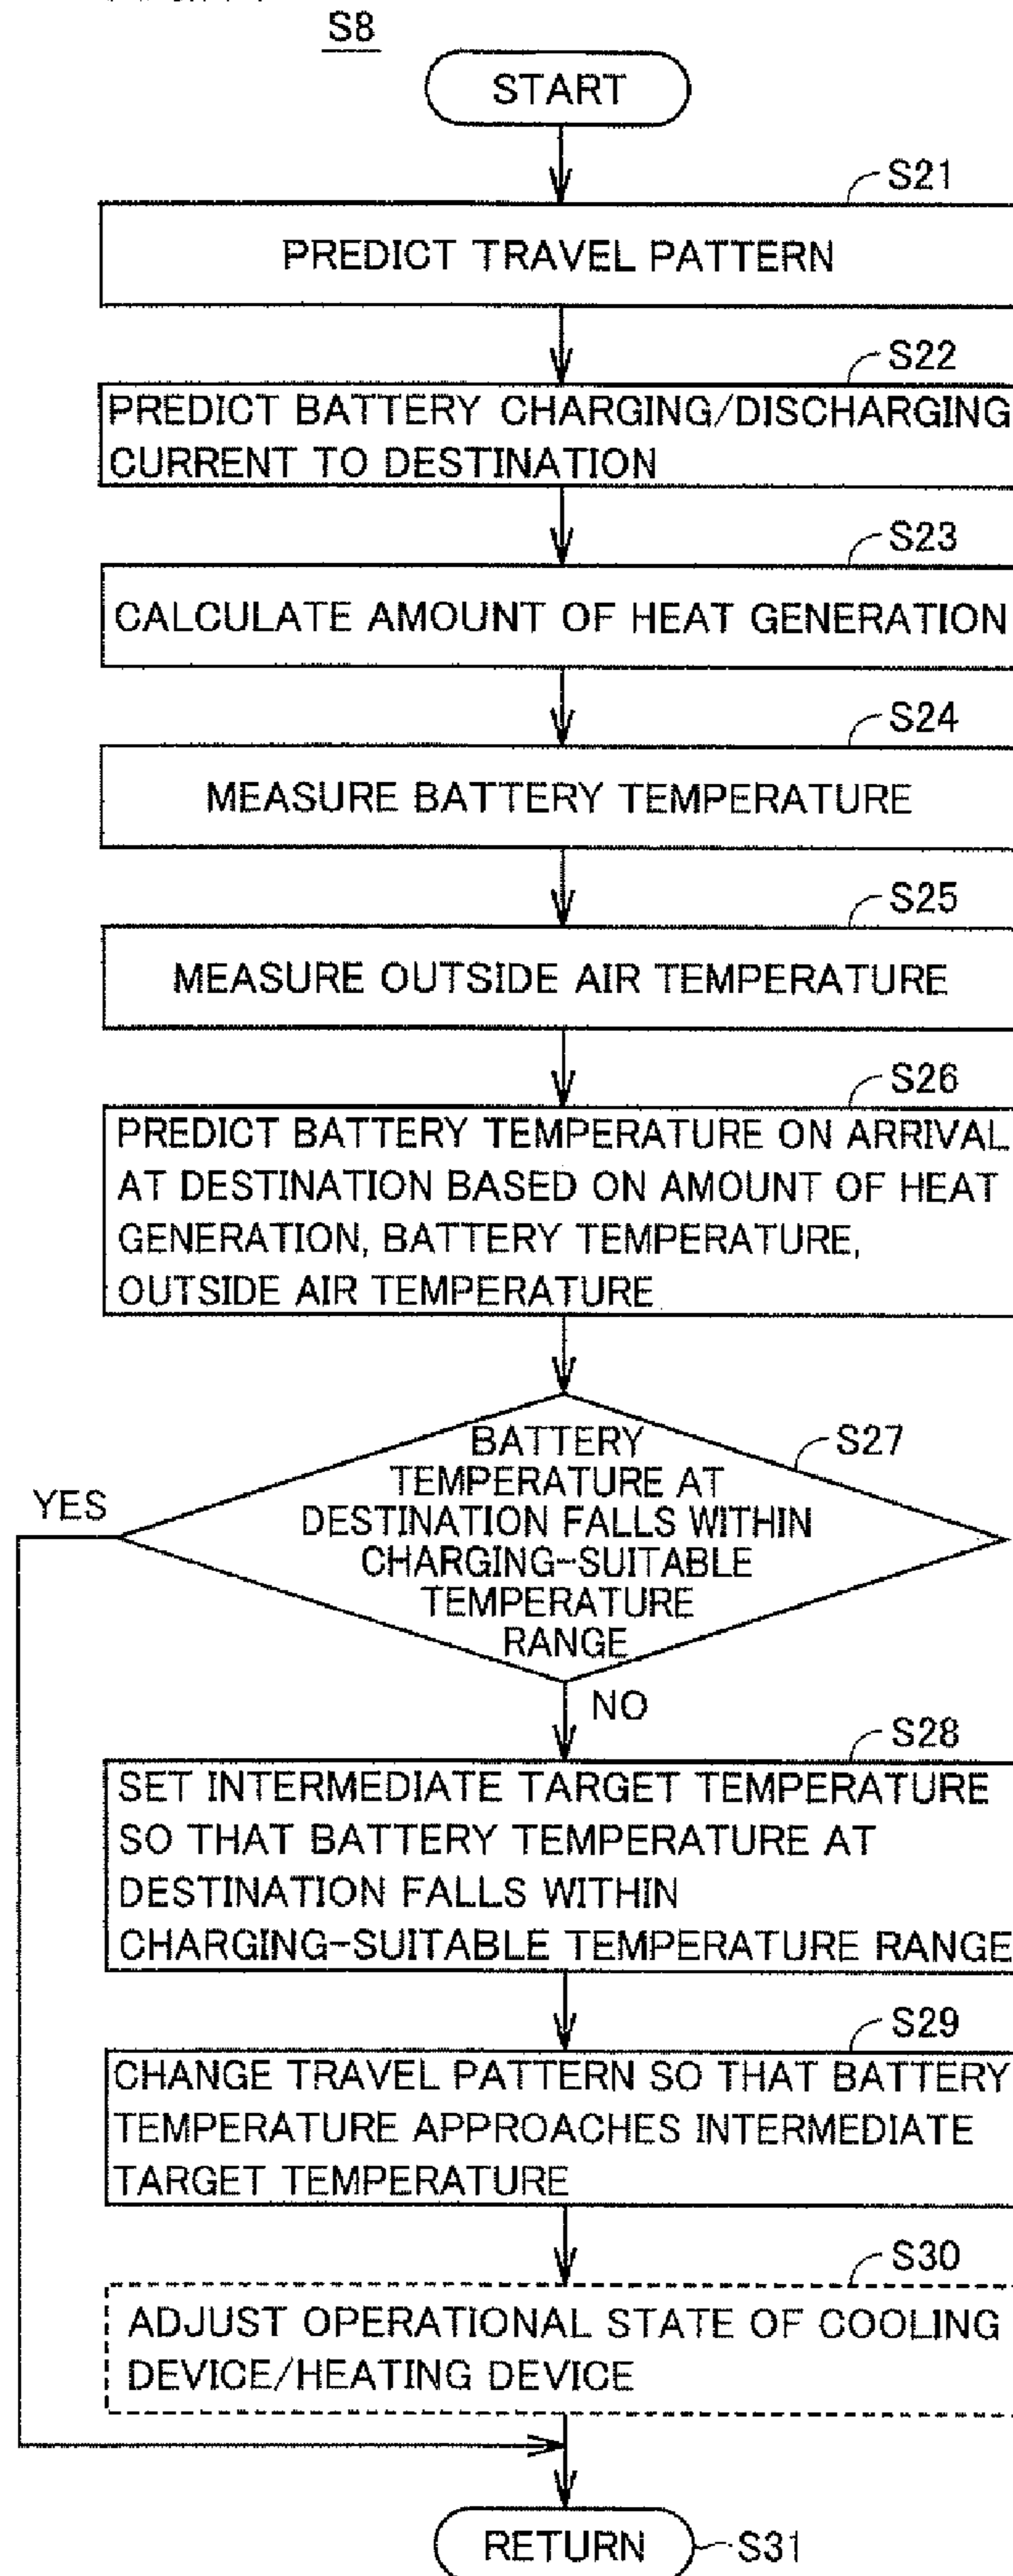 S8
START
S21
PREDICT TRAVEL PATTERN
S22
PREDICT BATTERY CHARGING/DISCHARGING
CURRENT TO DESTINATION
S23
CALCULATE AMOUNT OF HEAT GENERATION
S24
MEASURE BATTERY TEMPERATURE
S25
MEASURE OUTSIDE AIR TEMPERATURE
S26
PREDICT BATTERY TEMPERATURE ON ARRIVAL
AT DESTINATION BASED ON AMOUNT OF HEAT
GENERATION, BATTERY TEMPERATURE,
OUTSIDE AIR TEMPERATURE
S27
BATTERY
TEMPERATURE AT
DESTINATION FALLS WITHIN
CHARGING-SUITABLE
TEMPERATURE
RANGE
YES
NO
S28
SET INTERMEDIATE TARGET TEMPERATURE
SO THAT BATTERY TEMPERATURE AT
DESTINATION FALLS WITHIN
CHARGING-SUITABLE TEMPERATURE RANGE
S29
CHANGE TRAVEL PATTERN SO THAT BATTERY
TEMPERATURE APPROACHES INTERMEDIATE
TARGET TEMPERATURE
S30
ADJUST OPERATIONAL STATE OF COOLING
DEVICE/HEATING DEVICE
RETURN
S31